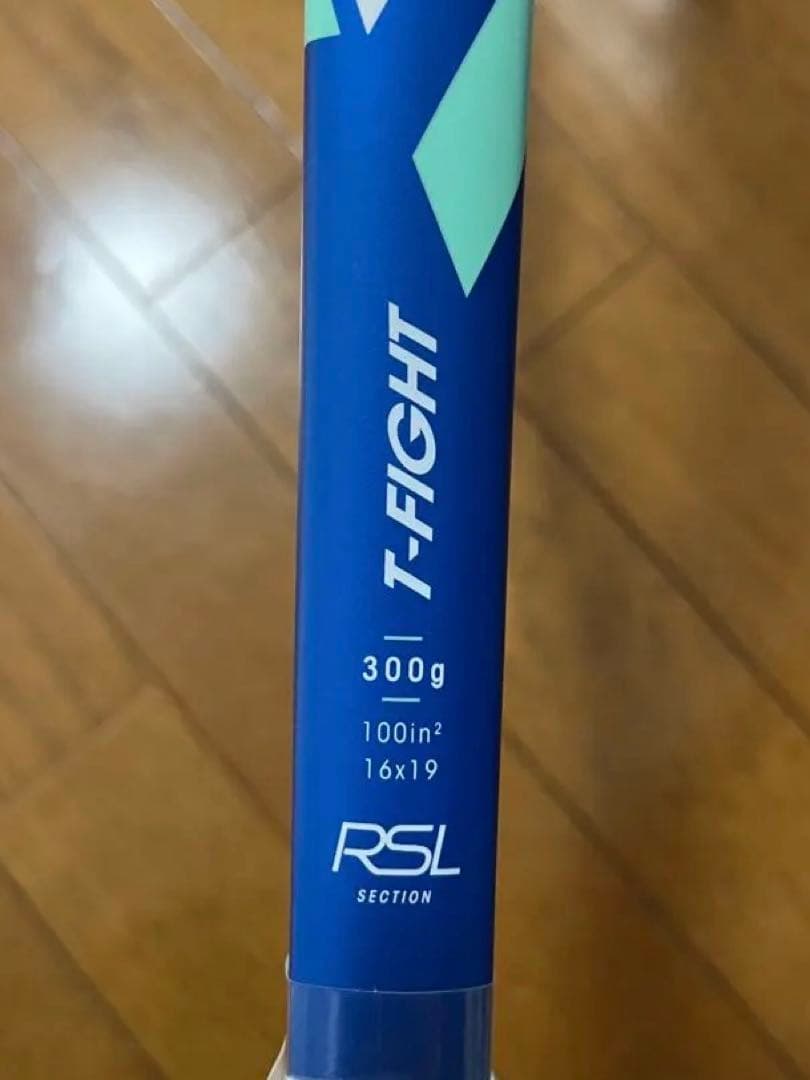 T-FIGHT
300g
100in²
16x19
RSL
SECTION